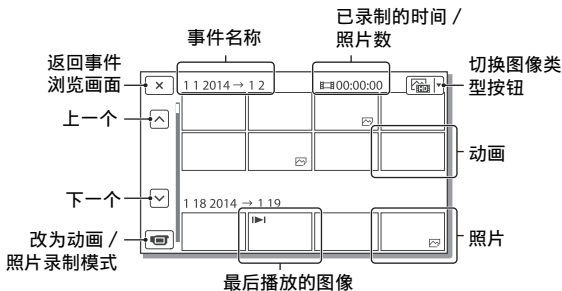 已录制的时间 /
照片数
事件名称
返回事件
浏览画面
切换图像类
型按钮
1 1 2014 → 1 2
00:00:00
HD
上一个
动画
下一个
1 18 2014 → 1 19
改为动画 /
照片录制模式
照片
最后播放的图像